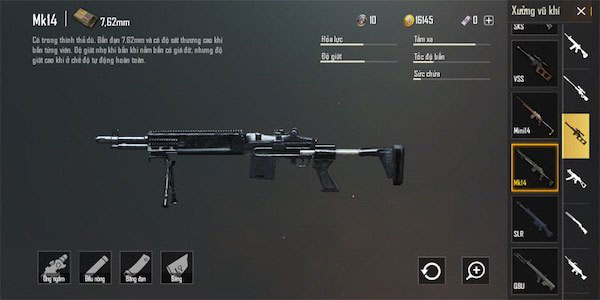 Mk14
7,62mm
10
16145
0
Xưởng vũ khí
Có trong thính thả dù. Bắn đạn 7.62mm và có độ sát thương cao khi
bắn từng viên. Độ giật nhẹ khi bắn khi nằm bắn có giá đỡ, nhưng độ
giật cao khi ở chế độ tự động hoàn toàn.
Hỏa lực
Tầm xa
Độ giật
Tốc độ bắn
Sức chứa
SKS
VSS
Mini14
Mk14
SLR
QBU
Ống ngắm
Đầu nòng
Băng đạn
Báng